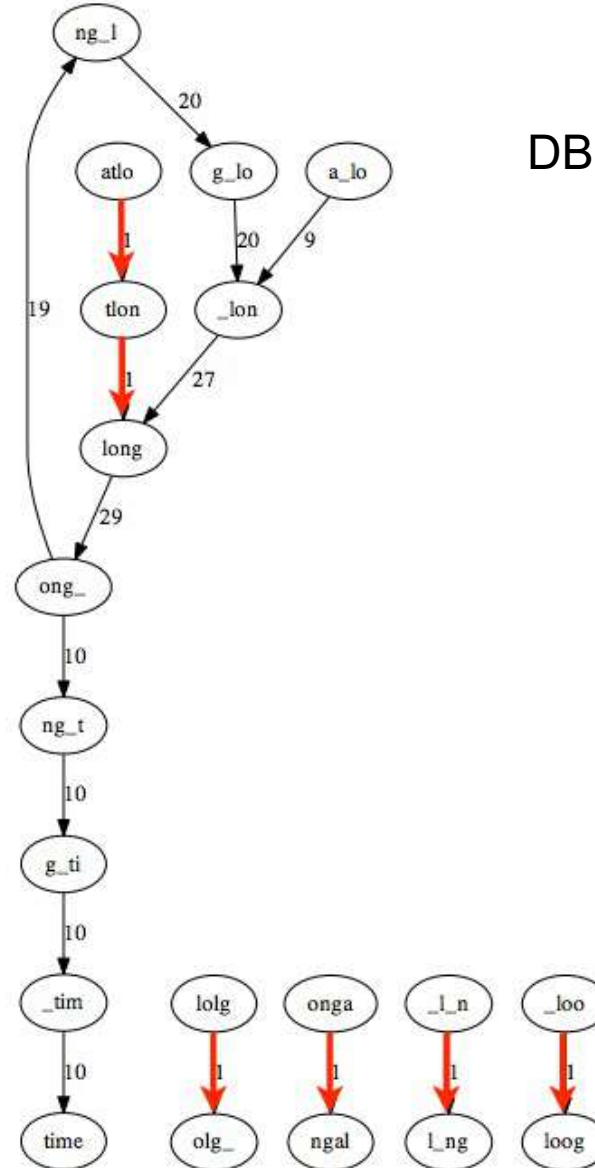 ng_l
20
DB
atlo
g_lo
a_lo
1
20
9
19
tlon
_lon
1
27
long
29
ong_
10
ng_t
10
g_ti
10
_tim
lolg
onga
_l_n
_loo
10
1
1
1
1
time
olg_
ngal
l_ng
loog